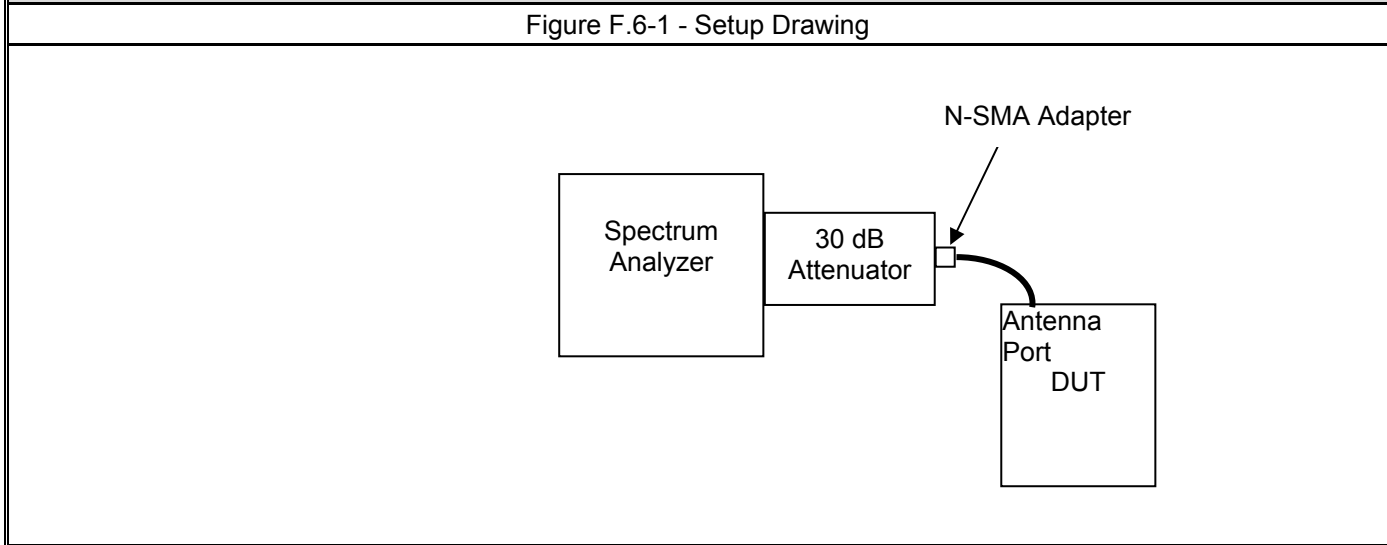 Figure F.6-1 - Setup Drawing
N-SMA Adapter
Spectrum
Analyzer
30 dB
Attenuator
Antenna
Port
DUT